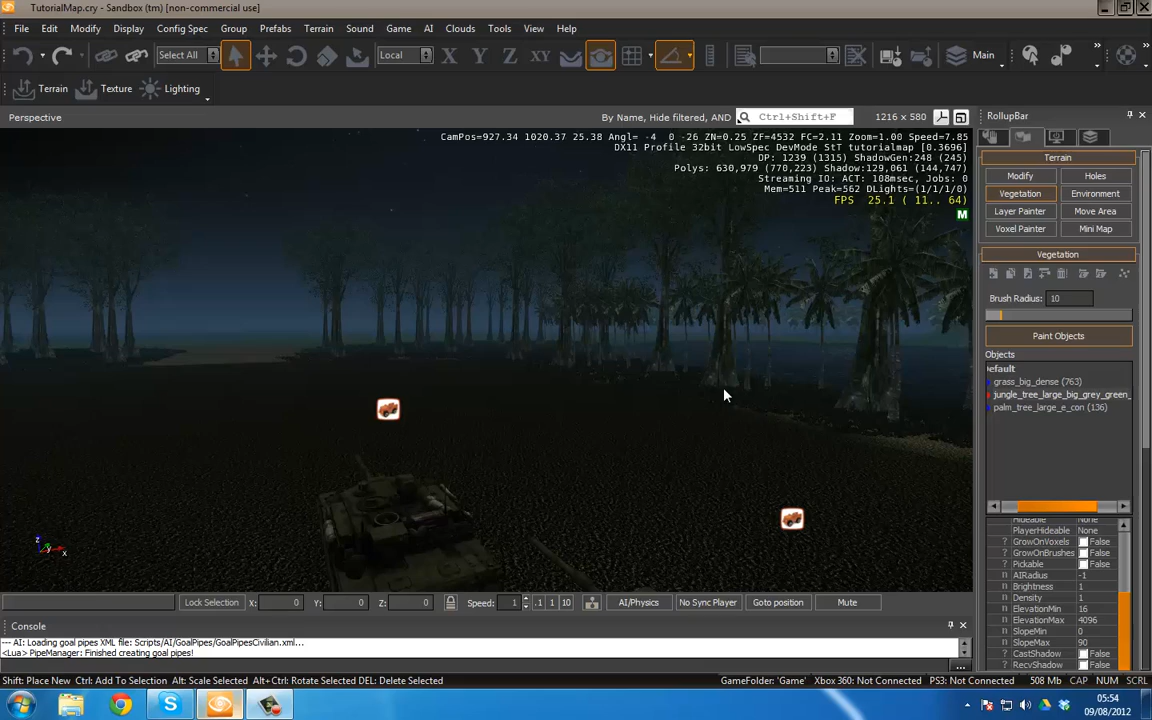 TutorialMap.cry - Sandbox (tm) [non-commercial use]
File Edit Modify Display Config Spec Group Prefabs Terrain Sound Game AI Clouds Tools View Help
Select All Local X Y Z XY Main
Terrain Texture Lighting
Perspective By Name, Hide filtered, AND Ctrl+Shift+F 1216 x 580 RollupBar
CamPos=927.34 1020.37 25.38 Angl= -4 0 -26 ZN=0.25 ZF=4532 FC=2.11 Zoom=1.00 Speed=7.85
DX11 Profile 32bit LowSpec DevMode StT tutorialmap [0.3696]
DP: 1239 (1315) ShadowGen:248 (245)
Polys: 630,979 (770,223) Shadow:129,061 (144,747)
Streaming IO: ACT: 108msec, Jobs: 0
Mem=511 Peak=562 DLights=(1/1/1/0)
FPS 25.1 ( 11.. 64)
M
Terrain
Modify Holes
Vegetation Environment
Layer Painter Move Area
Voxel Painter Mini Map
Vegetation
Brush Radius: 10
Paint Objects
Objects
efault
grass_big_dense (763)
jungle_tree_large_big_grey_green_
palm_tree_large_e_con (136)
Hideable None
PlayerHideable None
GrowOnVoxels False
GrowOnBrushes False
Pickable False
AIRadius -1
Brightness 1
Density 1
ElevationMin 16
ElevationMax 4096
SlopeMin 0
SlopeMax 90
CastShadow False
RecvShadow False
z y x
Lock Selection X: 0 Y: 0 Z: 0 Speed: 1 .1 1 10 AI/Physics No Sync Player Goto position Mute
Console
--- AI: Loading goal pipes XML file: Scripts/AI/GoalPipes/GoalPipesCivilian.xml...
<Lua> PipeManager: Finished creating goal pipes!
...
Shift: Place New Ctrl: Add To Selection Alt: Scale Selected Alt+Ctrl: Rotate Selected DEL: Delete Selected GameFolder: 'Game' Xbox 360: Not Connected PS3: Not Connected 508 Mb CAP NUM SCRL
05:54
09/08/2012